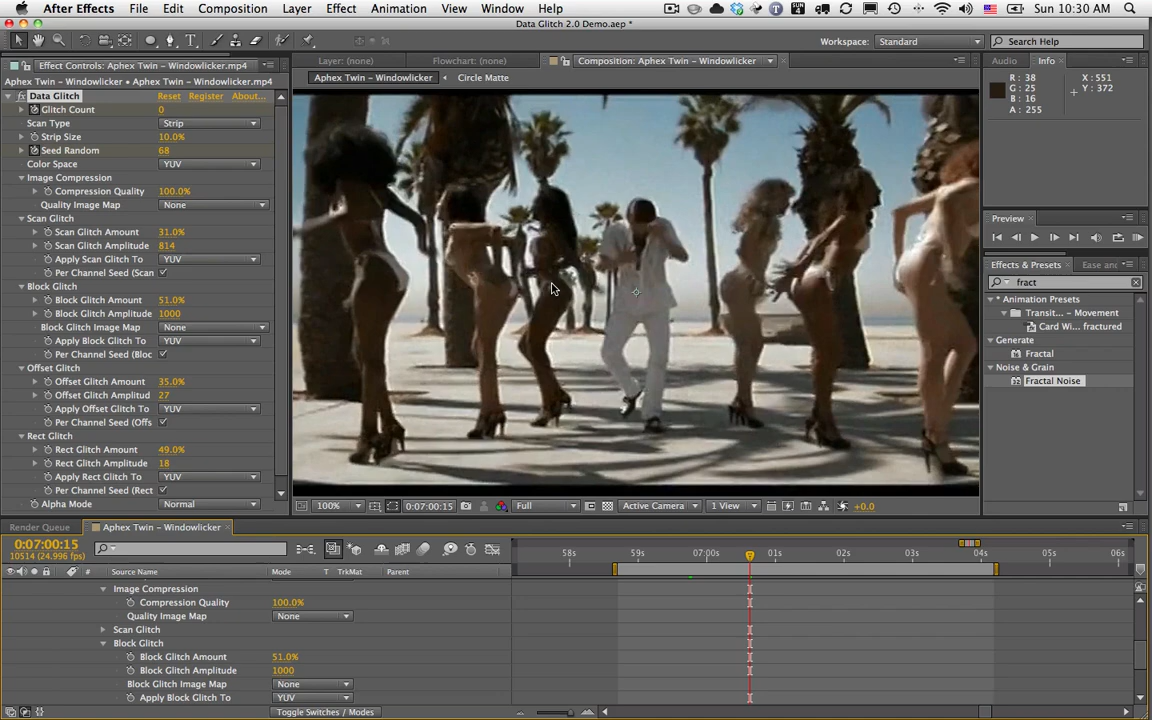 After Effects File Edit Composition Layer Effect Animation View Window Help Sun 10:30 AM
Data Glitch 2.0 Demo.aep *
Workspace: Standard Search Help
Effect Controls: Aphex Twin – Windowlicker.mp4
Layer: (none) Flowchart: (none) Composition: Aphex Twin – Windowlicker
Audio Info
Aphex Twin – Windowlicker • Aphex Twin – Windowlicker.mp4
Aphex Twin – Windowlicker Circle Matte
R: 38 X: 551
G: 25 Y: 372
B: 16
A: 255
Data Glitch Reset Register About...
Glitch Count 0
Scan Type Strip
Strip Size 10.0%
Seed Random 68
Color Space YUV
Image Compression
Compression Quality 100.0%
Quality Image Map None
Scan Glitch
Scan Glitch Amount 31.0%
Scan Glitch Amplitude 814
Apply Scan Glitch To YUV
Per Channel Seed (Scan
Block Glitch
Block Glitch Amount 51.0%
Block Glitch Amplitude 1000
Block Glitch Image Map None
Apply Block Glitch To YUV
Per Channel Seed (Bloc
Offset Glitch
Offset Glitch Amount 35.0%
Offset Glitch Amplitud 27
Apply Offset Glitch To YUV
Per Channel Seed (Offs
Rect Glitch
Rect Glitch Amount 49.0%
Rect Glitch Amplitude 18
Apply Rect Glitch To YUV
Per Channel Seed (Rect
Alpha Mode Normal
Preview
Effects & Presets Ease and
fract
* Animation Presets
Transit... – Movement
Card Wi... fractured
Generate
Fractal
Noise & Grain
Fractal Noise
100% 0:07:00:15 Full Active Camera 1 View +0.0
Render Queue Aphex Twin – Windowlicker
0:07:00:15
10514 (24.996 fps)
58s 59s 07:00s 01s 02s 03s 04s 05s 06s
# Source Name Mode T TrkMat Parent
Image Compression
Compression Quality 100.0%
Quality Image Map None
Scan Glitch
Block Glitch
Block Glitch Amount 51.0%
Block Glitch Amplitude 1000
Block Glitch Image Map None
Apply Block Glitch To YUV
Toggle Switches / Modes